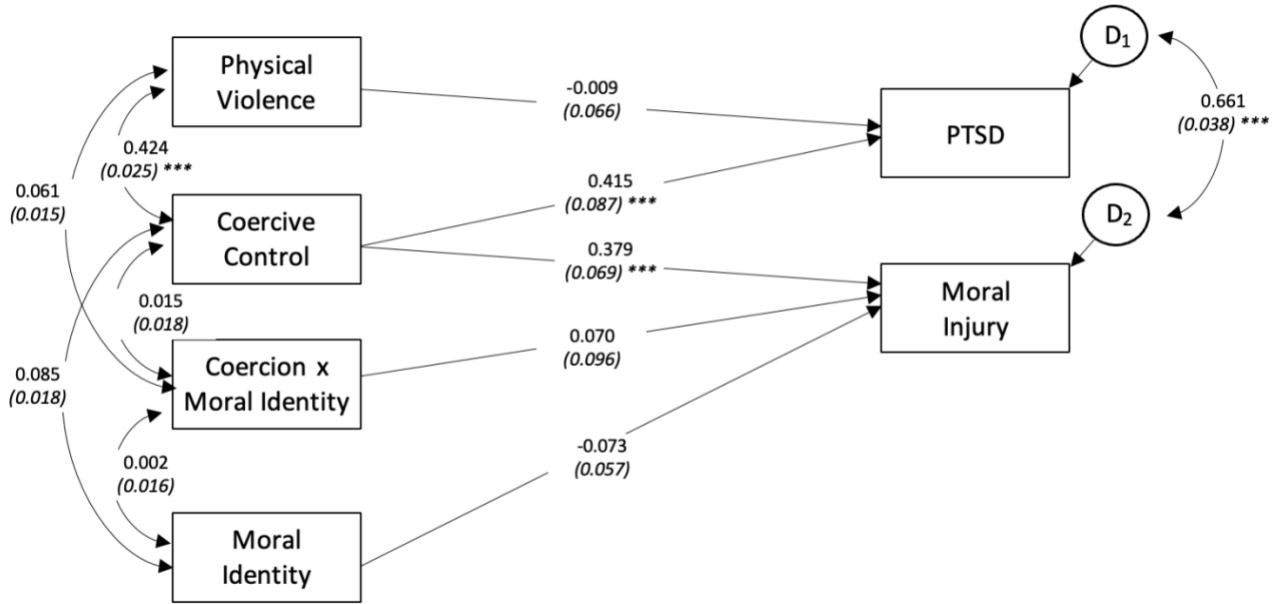 Physical
Violence
Coercive
Control
Coercion x
Moral Identity
Moral
Identity
0.061
(0.015)
0.424
(0.025) ***
0.015
(0.018)
0.085
(0.018)
0.002
(0.016)
-0.009
(0.066)
0.415
(0.087) ***
0.379
(0.069) ***
0.070
(0.096)
-0.073
(0.057)
PTSD
Moral
Injury
D1
D2
0.661
(0.038) ***